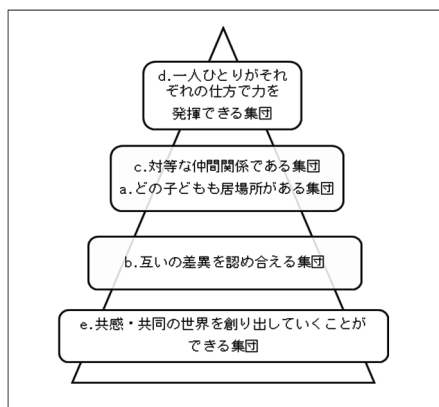 d.一人ひとりがそれ
ぞれの仕方で力を
発揮できる集団
c.対等な仲間関係である集団
a.どの子どもも居場所がある集団
b.互いの差異を認め合える集団
e.共感・共同の世界を創り出していくことが
できる集団